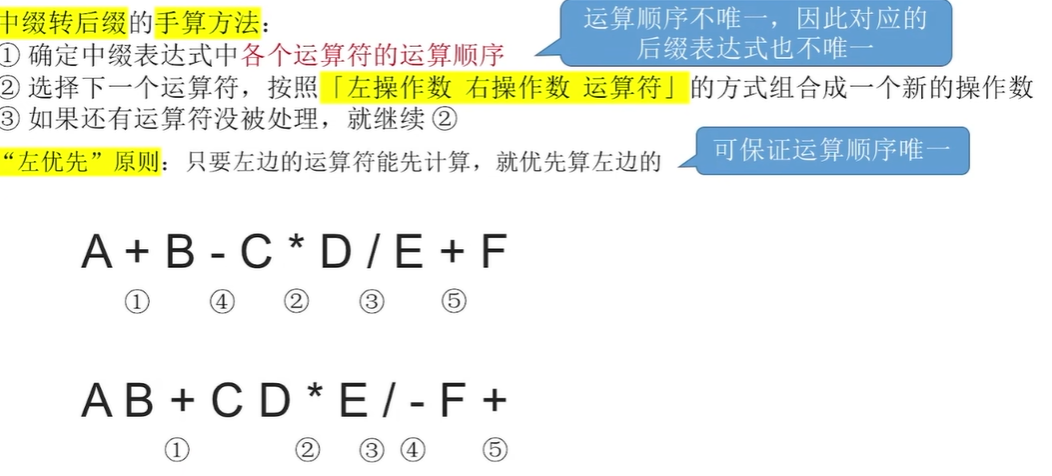 中缀转后缀的手算方法：
运算顺序不唯一，因此对应的
后缀表达式也不唯一
① 确定中缀表达式中各个运算符的运算顺序
② 选择下一个运算符，按照「左操作数 右操作数 运算符」的方式组合成一个新的操作数
③ 如果还有运算符没被处理，就继续 ②
“左优先”原则：只要左边的运算符能先计算，就优先算左边的
可保证运算顺序唯一
A + B - C * D / E + F
① ④ ② ③ ⑤
A B + C D * E / - F +
① ② ③ ④ ⑤